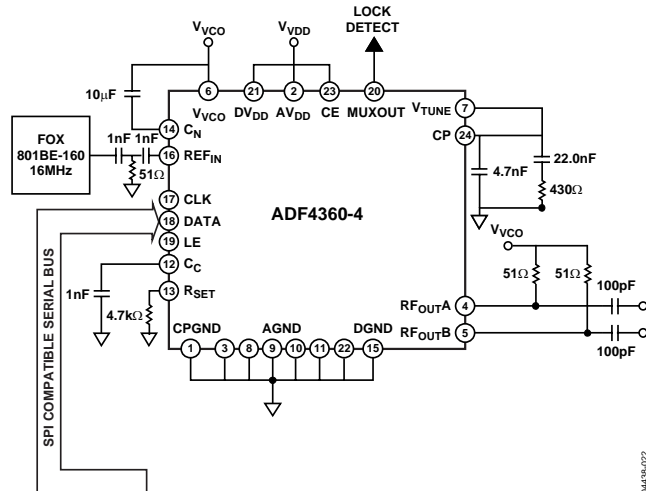 LOCK
DETECT
VVCO
VVDD
10µF
6
21
2
23
20
VVCO
DVDD
AVDD
CE
MUXOUT
VTUNE
7
CP
24
14
CN
FOX
801BE-160
16MHz
1nF
1nF
16
REFIN
51Ω
22.0nF
4.7nF
430Ω
17
CLK
18
DATA
19
LE
ADF4360-4
SPI COMPATIBLE SERIAL BUS
12
CC
1nF
13
RSET
4.7kΩ
VVCO
51Ω
51Ω
100pF
RFOUTA
4
RFOUTB
5
100pF
CPGND
AGND
DGND
1
3
8
9
10
11
22
15
04438-022